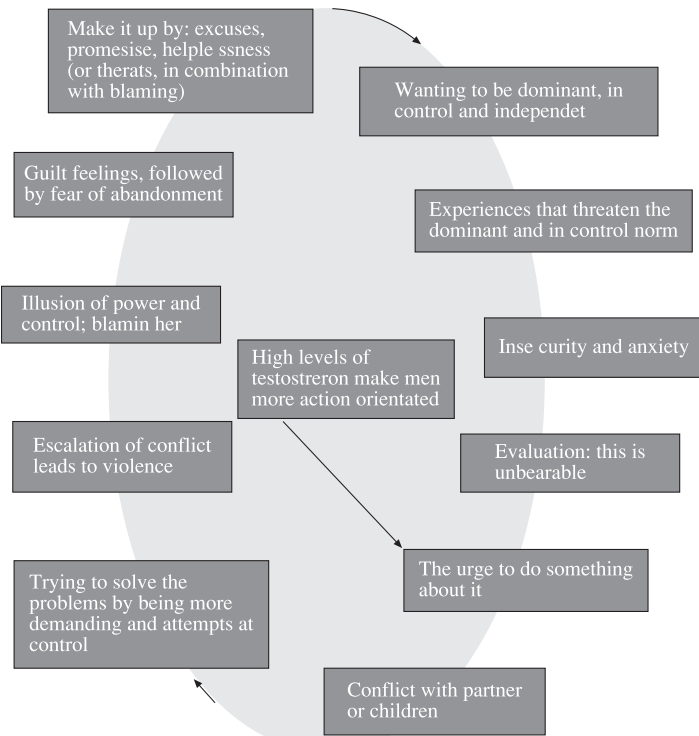 Make it up by: excuses,
promesise, helple ssness
(or therats, in combination
with blaming)
Wanting to be dominant, in
control and independet
Guilt feelings, followed
by fear of abandonment
Experiences that threaten the
dominant and in control norm
Illusion of power and
control; blamin her
Inse curity and anxiety
High levels of
testostreron make men
more action orientated
Escalation of conflict
leads to violence
Evaluation: this is
unbearable
The urge to do something
about it
Trying to solve the
problems by being more
demanding and attempts at
control
Conflict with partner
or children